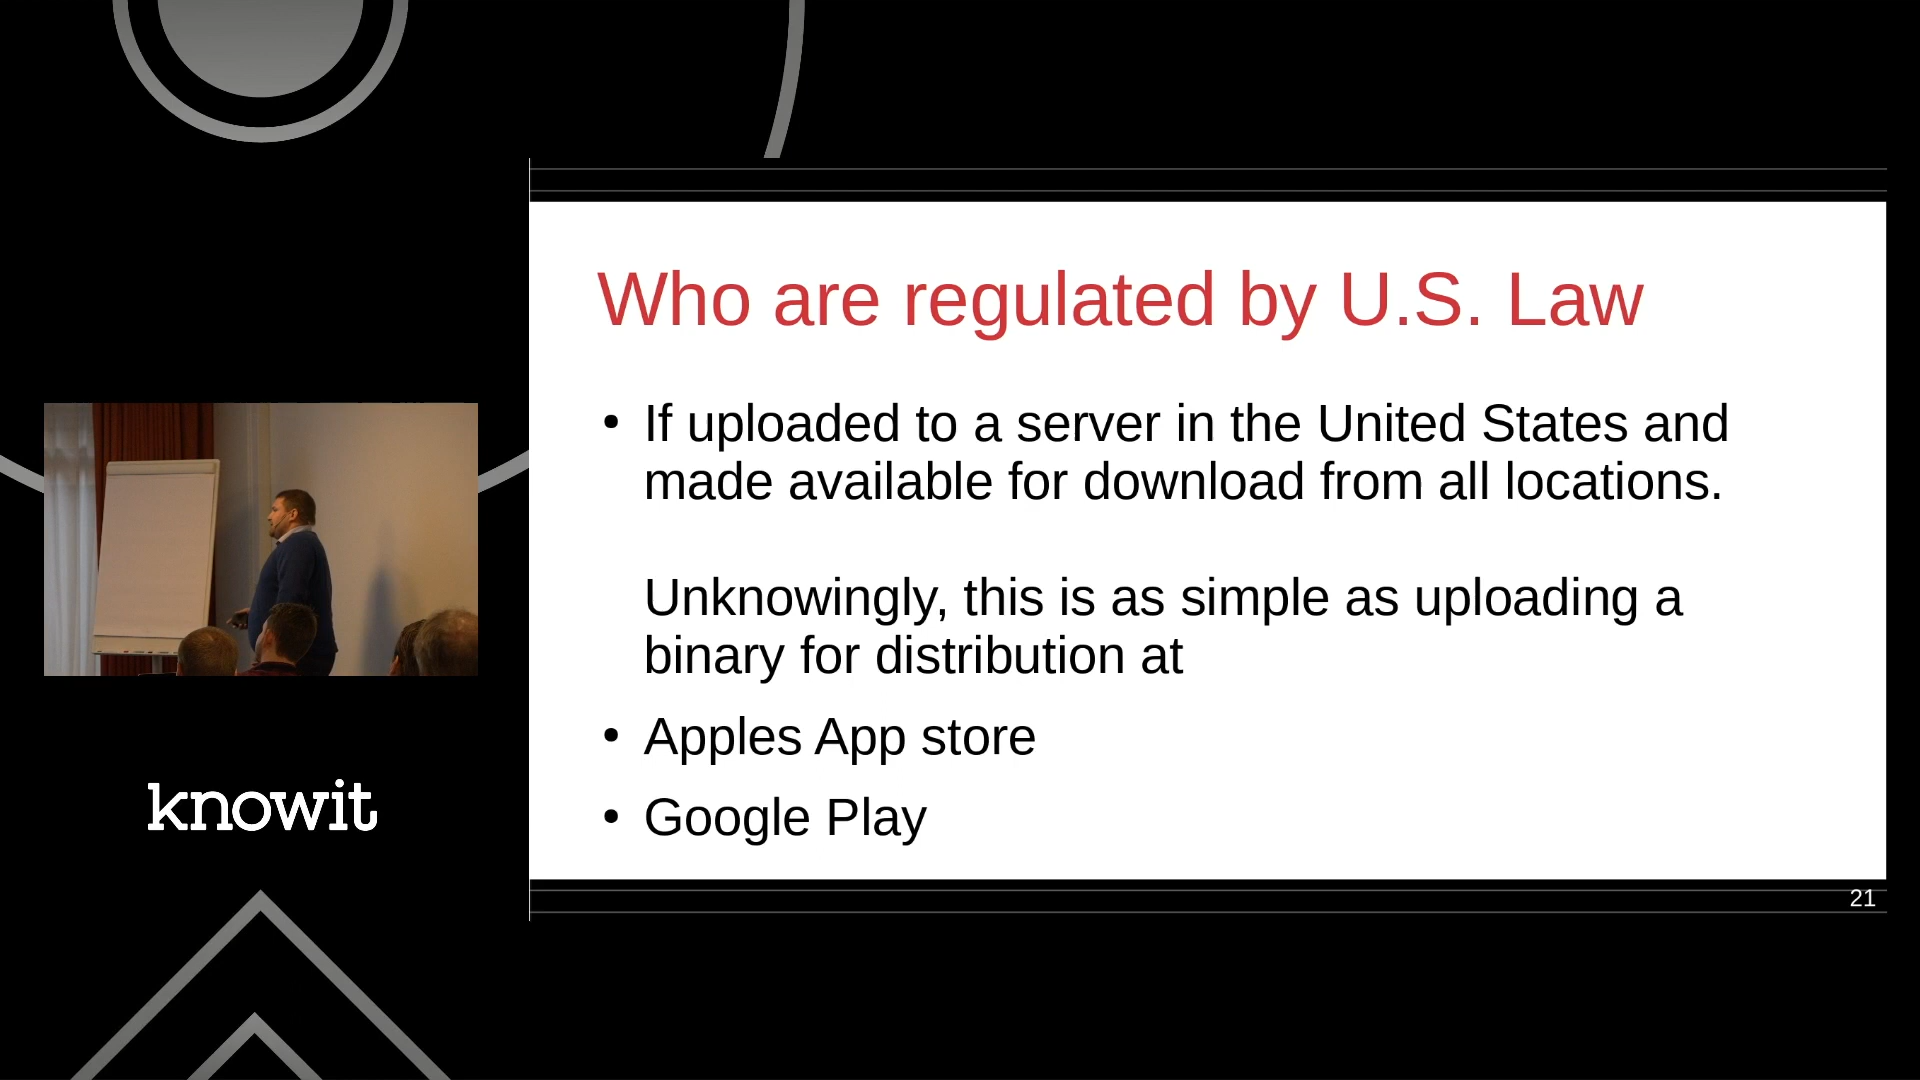 Who are regulated by U.S. Law
• If uploaded to a server in the United States and
made available for download from all locations.
Unknowingly, this is as simple as uploading a
binary for distribution at
• Apples App store
• Google Play
knowit
21